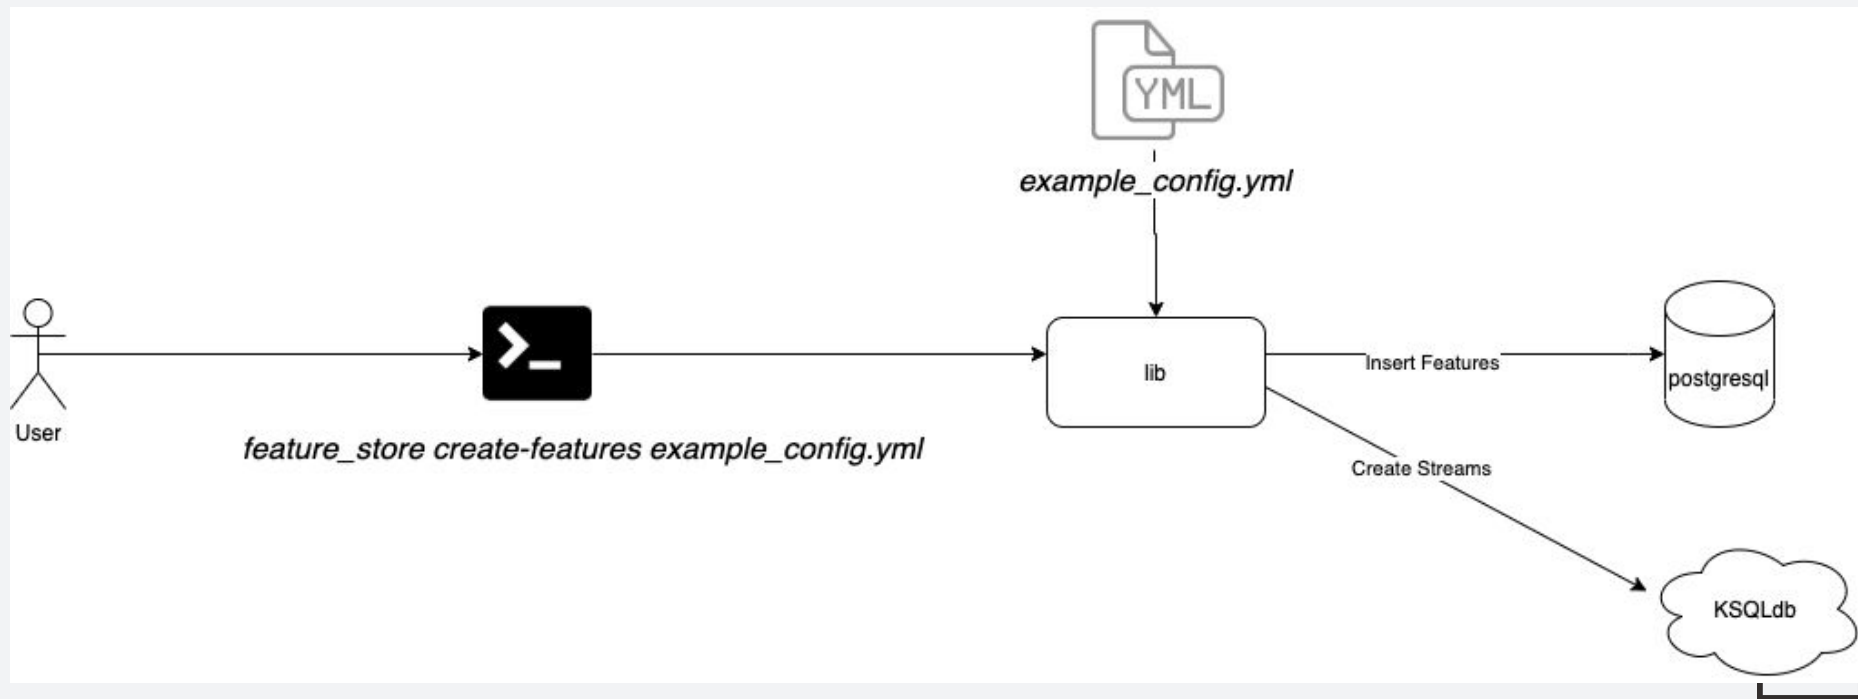 YML
example_config.yml
User
feature_store create-features example_config.yml
lib
Insert Features
postgresql
Create Streams
KSQLdb